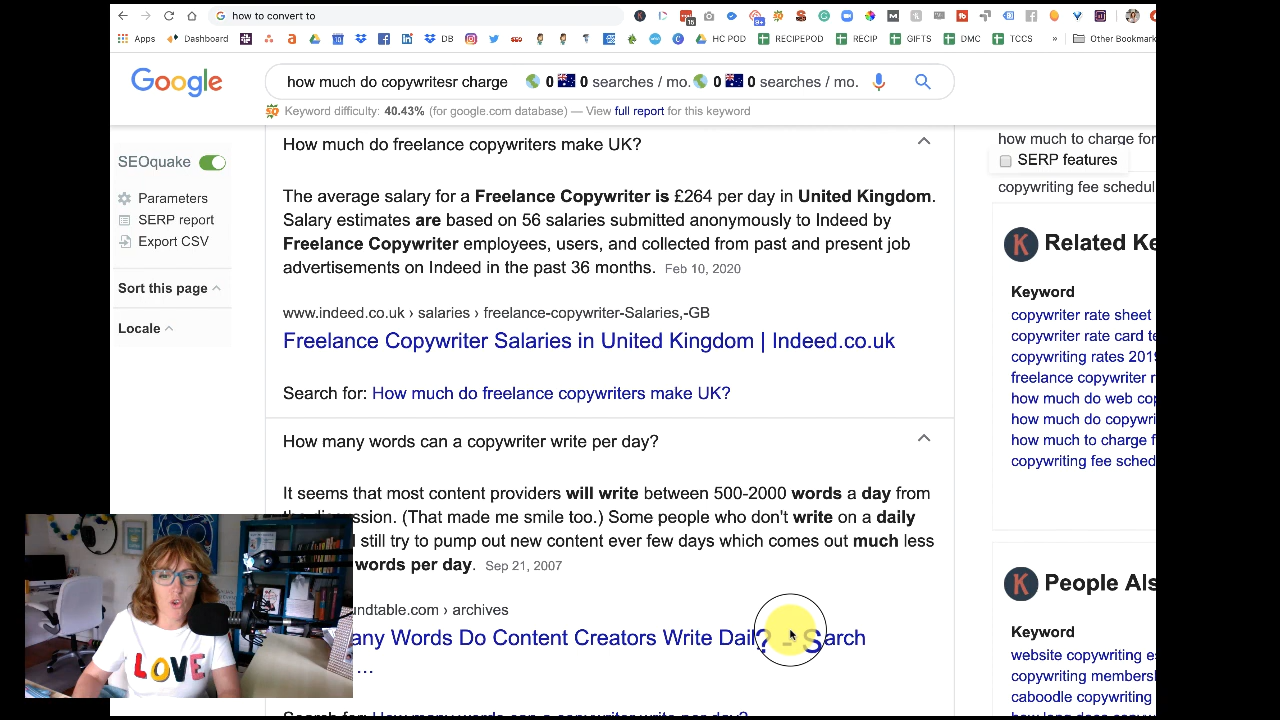 how to convert to
Apps
Dashboard
DB
HC POD
RECIPEPOD
RECIP
GIFTS
DMC
TCCS
»
Other Bookmark
Google
how much do copywritesr charge
0 0 searches / mo. 0 0 searches / mo.
Keyword difficulty: 40.43% (for google.com database) — View full report for this keyword
SEOquake
Parameters
SERP report
Export CSV
Sort this page
Locale
How much do freelance copywriters make UK?
The average salary for a Freelance Copywriter is £264 per day in United Kingdom.
Salary estimates are based on 56 salaries submitted anonymously to Indeed by
Freelance Copywriter employees, users, and collected from past and present job
advertisements on Indeed in the past 36 months. Feb 10, 2020
www.indeed.co.uk › salaries › freelance-copywriter-Salaries,-GB
Freelance Copywriter Salaries in United Kingdom | Indeed.co.uk
Search for: How much do freelance copywriters make UK?
How many words can a copywriter write per day?
It seems that most content providers will write between 500-2000 words a day from
(That made me smile too.) Some people who don't write on a daily
still try to pump out new content ever few days which comes out much less
words per day. Sep 21, 2007
undtable.com › archives
any Words Do Content Creators Write Dail? - S arch
...
Search for: How many words can a copywriter write per day?
how much to charge for
SERP features
copywriting fee schedul
Related Ke
Keyword
copywriter rate sheet
copywriter rate card te
copywriting rates 2019
freelance copywriter r
how much do web cop
how much do copywri
how much to charge f
copywriting fee sched
People Als
Keyword
website copywriting es
copywriting membersh
caboodle copywriting
LOVE